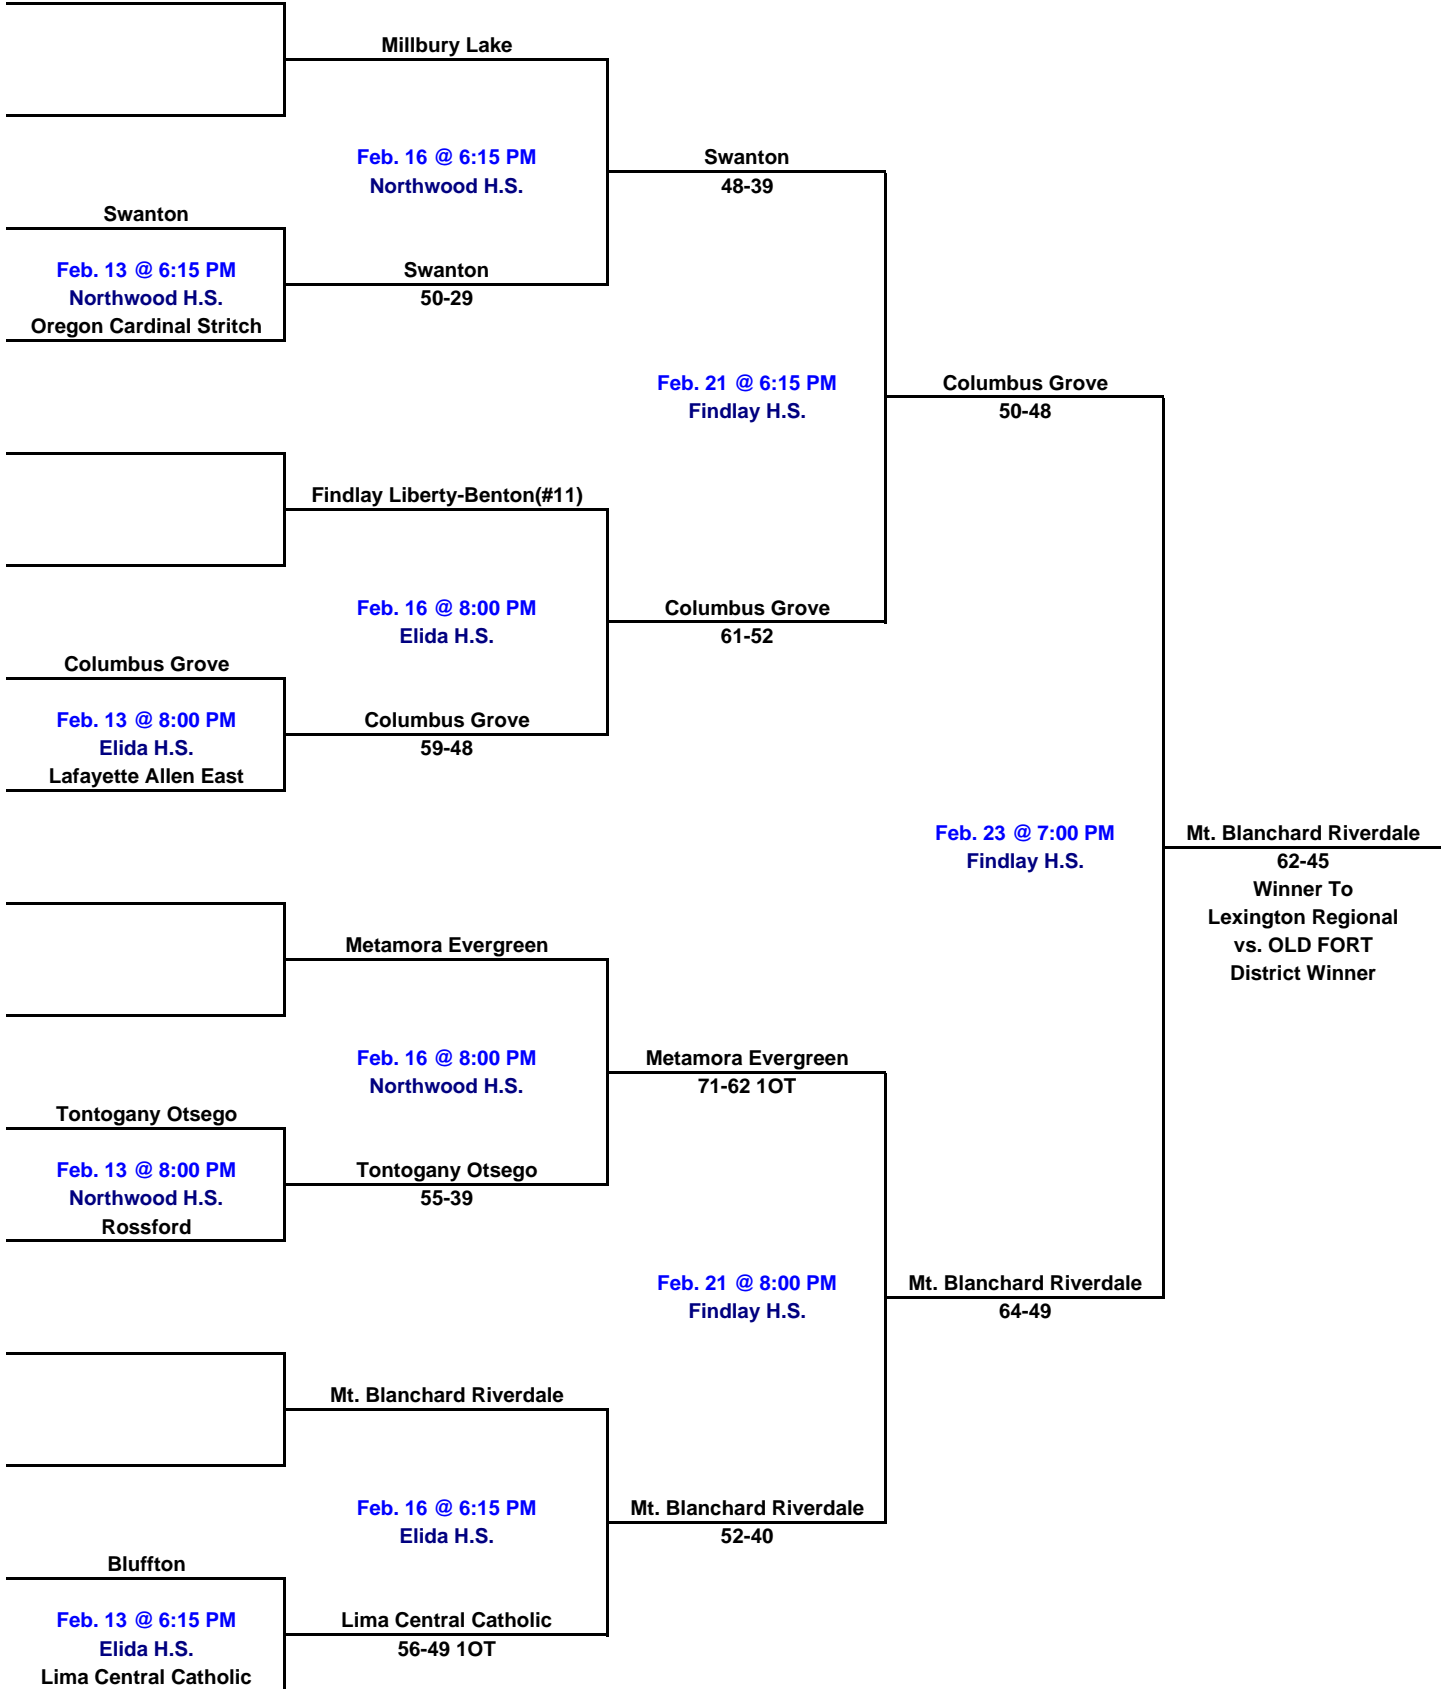 Millbury Lake
Feb. 16 @ 6:15 PM
Northwood H.S.
Swanton
48-39
Swanton
Feb. 13 @ 6:15 PM
Northwood H.S.
Oregon Cardinal Stritch
Swanton
50-29
Feb. 21 @ 6:15 PM
Findlay H.S.
Columbus Grove
50-48
Findlay Liberty-Benton(#11)
Feb. 16 @ 8:00 PM
Elida H.S.
Columbus Grove
61-52
Columbus Grove
Feb. 13 @ 8:00 PM
Elida H.S.
Lafayette Allen East
Columbus Grove
59-48
Feb. 23 @ 7:00 PM
Findlay H.S.
Mt. Blanchard Riverdale
62-45
Winner To
Lexington Regional
vs. OLD FORT
District Winner
Metamora Evergreen
Feb. 16 @ 8:00 PM
Northwood H.S.
Metamora Evergreen
71-62 1OT
Tontogany Otsego
Feb. 13 @ 8:00 PM
Northwood H.S.
Rossford
Tontogany Otsego
55-39
Feb. 21 @ 8:00 PM
Findlay H.S.
Mt. Blanchard Riverdale
64-49
Mt. Blanchard Riverdale
Feb. 16 @ 6:15 PM
Elida H.S.
Mt. Blanchard Riverdale
52-40
Bluffton
Feb. 13 @ 6:15 PM
Elida H.S.
Lima Central Catholic
Lima Central Catholic
56-49 1OT